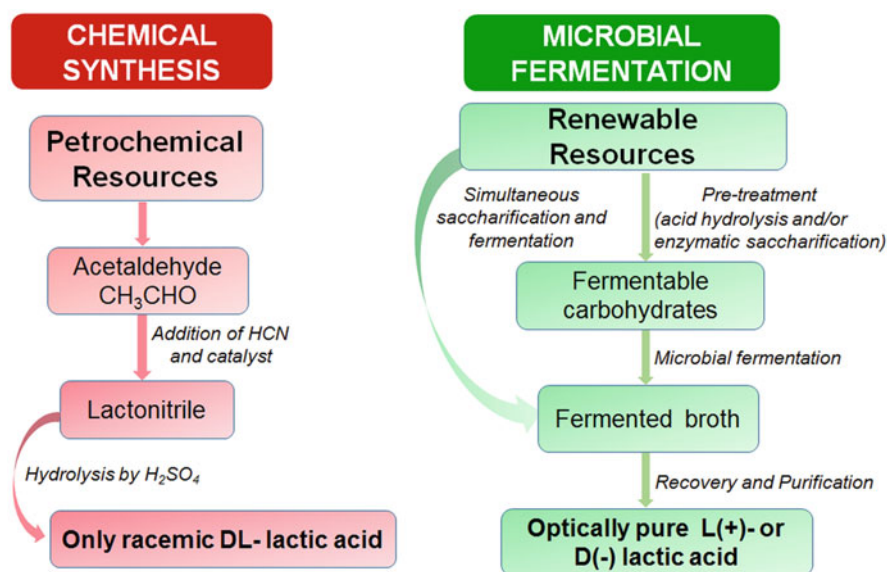 CHEMICAL
SYNTHESIS
Petrochemical
Resources
Acetaldehyde
CH₃CHO
Addition of HCN
and catalyst
Lactonitrile
Hydrolysis by H₂SO₄
Only racemic DL- lactic acid
MICROBIAL
FERMENTATION
Renewable
Resources
Simultaneous
saccharification and
fermentation
Pre-treatment
(acid hydrolysis and/or
enzymatic saccharification)
Fermentable
carbohydrates
Microbial fermentation
Fermented broth
Recovery and Purification
Optically pure L(+)- or
D(-) lactic acid